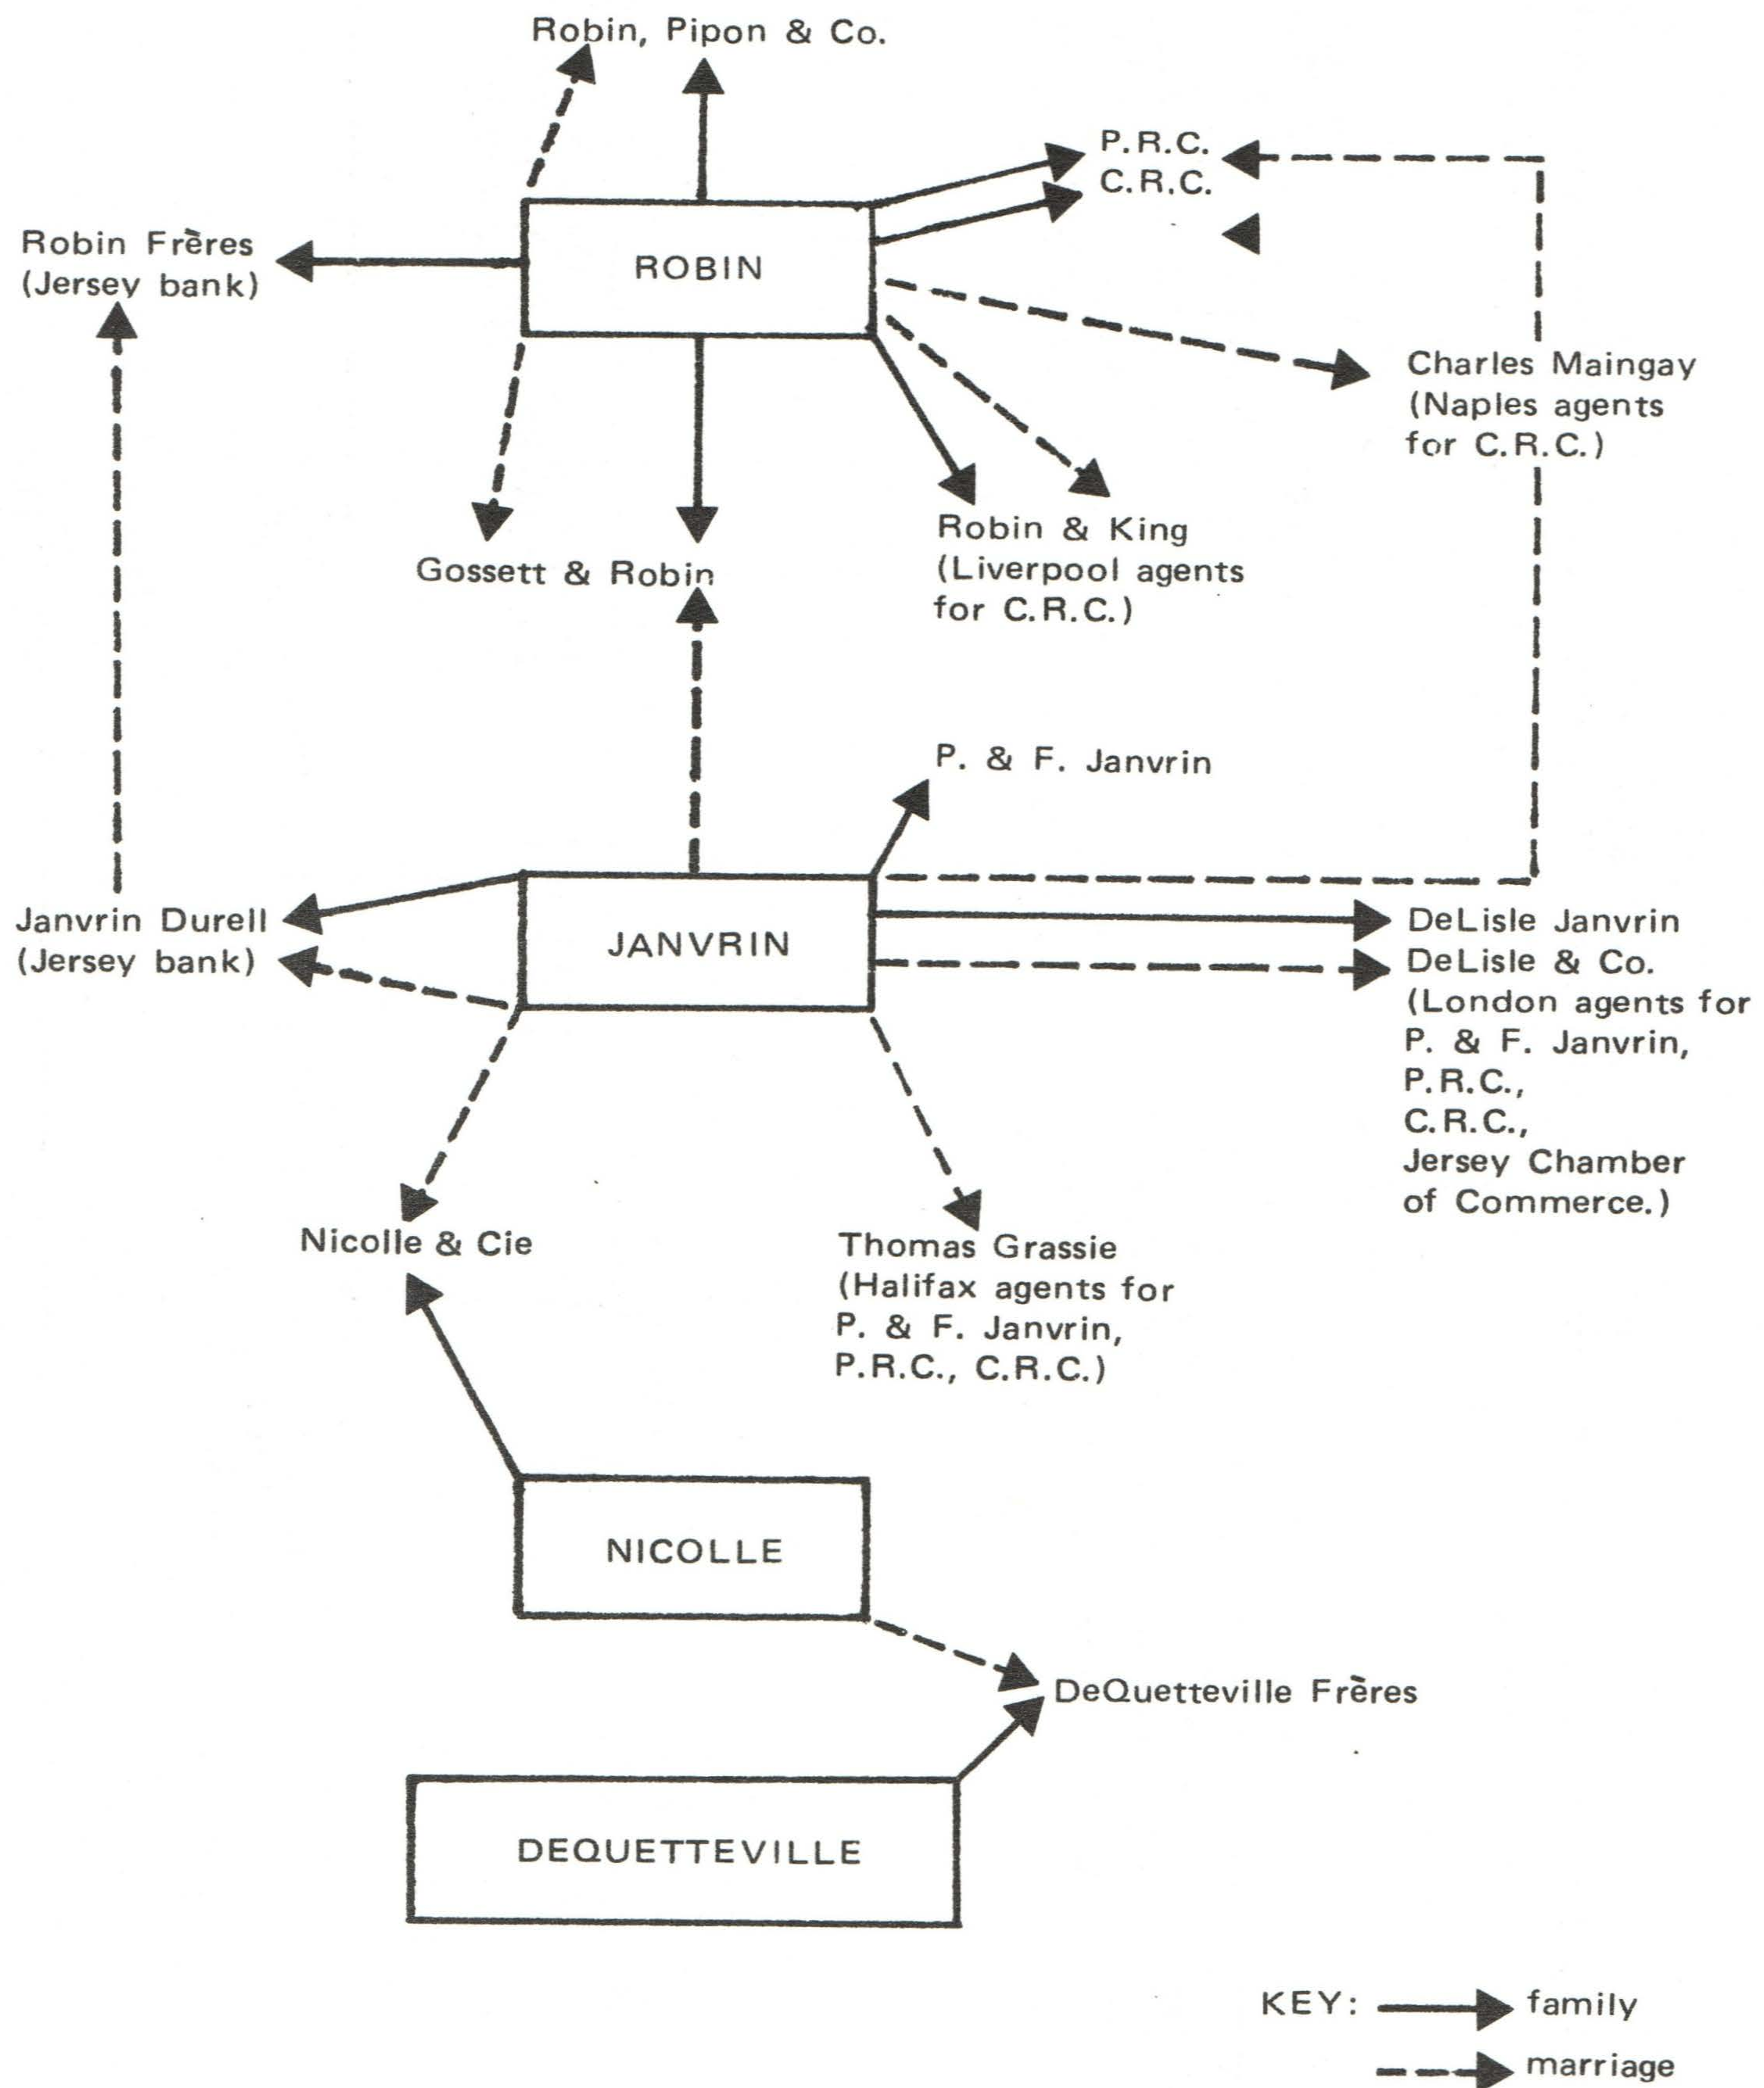 Robin, Pipon & Co.
P.R.C.
C.R.C.
Robin Frères
(Jersey bank)
ROBIN
Charles Maingay
(Naples agents
for C.R.C.)
Gossett & Robin
Robin & King
(Liverpool agents
for C.R.C.)
P. & F. Janvrin
Janvrin Durell
(Jersey bank)
JANVRIN
DeLisle Janvrin
DeLisle & Co.
(London agents for
P. & F. Janvrin,
P.R.C.,
C.R.C.,
Jersey Chamber
of Commerce.)
Nicolle & Cie
Thomas Grassie
(Halifax agents for
P. & F. Janvrin,
P.R.C., C.R.C.)
NICOLLE
DeQuetteville Frères
DEQUETTEVILLE
KEY: family
marriage